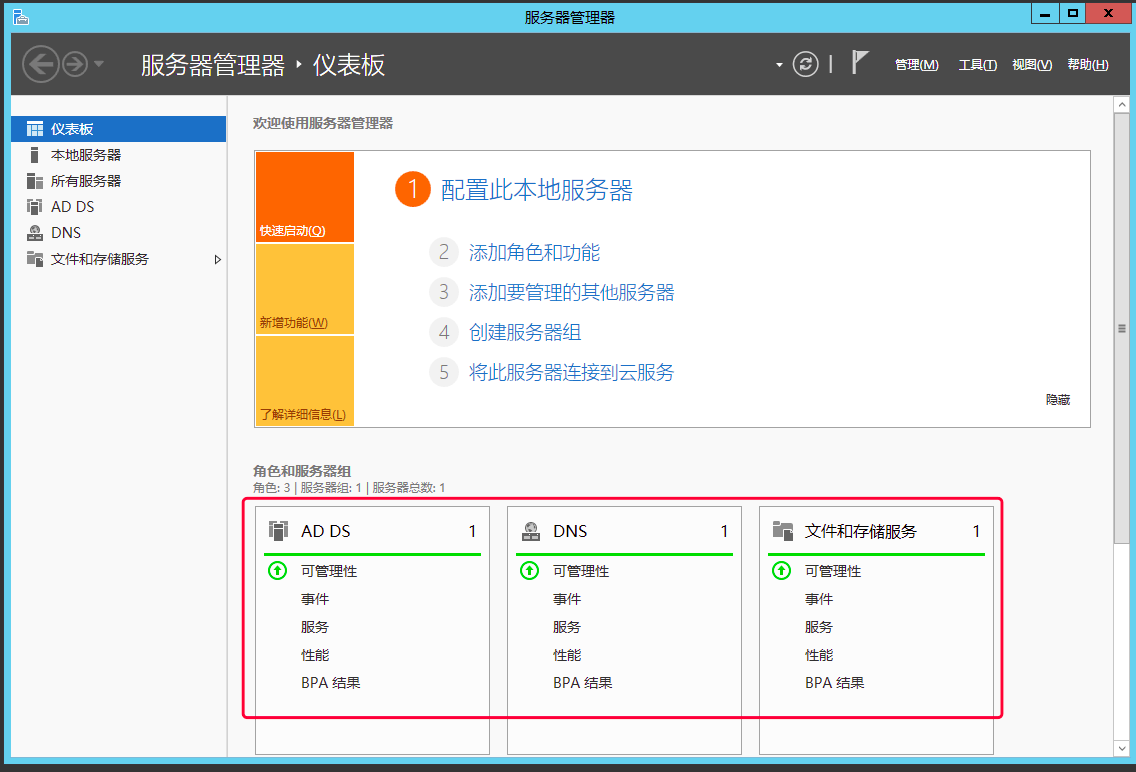 服务器管理器
服务器管理器 · 仪表板
管理(M) 工具(T) 视图(V) 帮助(H)
仪表板
本地服务器
所有服务器
AD DS
DNS
文件和存储服务
欢迎使用服务器管理器
快速启动(Q)
新增功能(W)
了解详细信息(L)
1 配置此本地服务器
2 添加角色和功能
3 添加要管理的其他服务器
4 创建服务器组
5 将此服务器连接到云服务
隐藏
角色和服务器组
角色: 3 | 服务器组: 1 | 服务器总数: 1
AD DS 1
可管理性
事件
服务
性能
BPA 结果
DNS 1
可管理性
事件
服务
性能
BPA 结果
文件和存储服务 1
可管理性
事件
服务
性能
BPA 结果